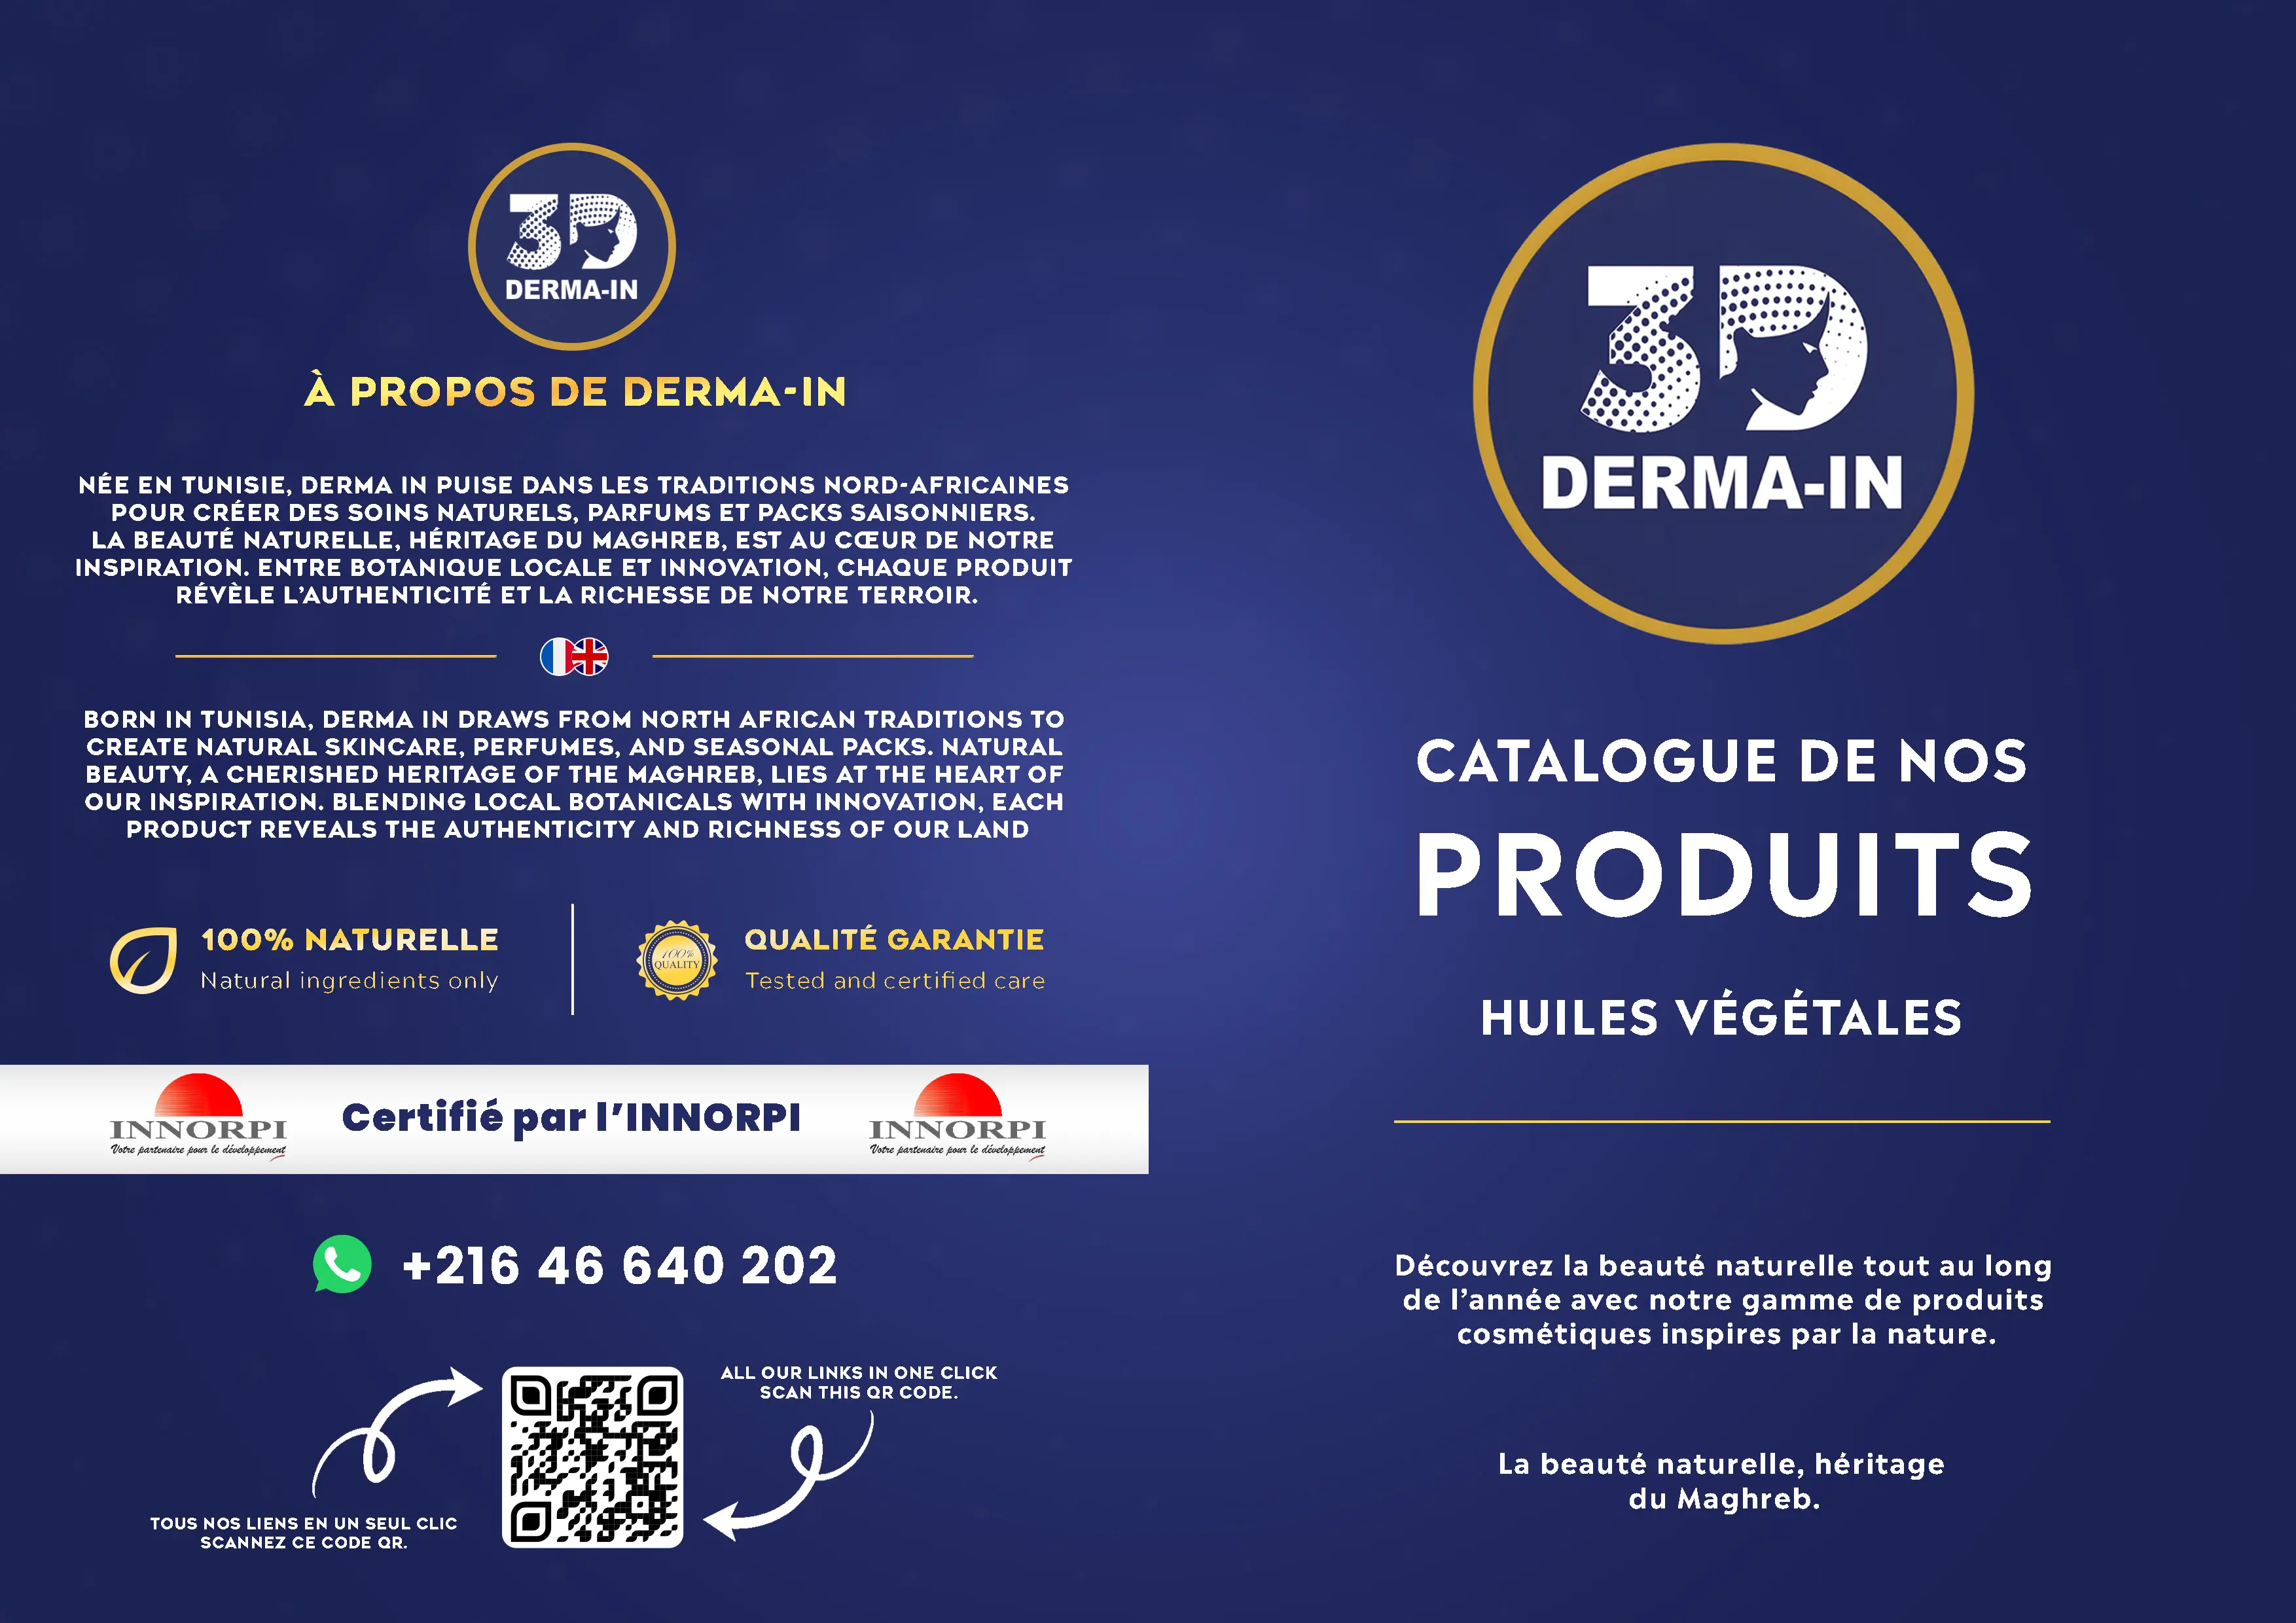 3D
DERMA-IN
À PROPOS DE DERMA-IN
NÉE EN TUNISIE, DERMA IN PUISE DANS LES TRADITIONS NORD-AFRICAINES
POUR CRÉER DES SOINS NATURELS, PARFUMS ET PACKS SAISONNIERS.
LA BEAUTÉ NATURELLE, HÉRITAGE DU MAGHREB, EST AU CŒUR DE NOTRE
INSPIRATION. ENTRE BOTANIQUE LOCALE ET INNOVATION, CHAQUE PRODUIT
RÉVÈLE L'AUTHENTICITÉ ET LA RICHESSE DE NOTRE TERROIR.
BORN IN TUNISIA, DERMA IN DRAWS FROM NORTH AFRICAN TRADITIONS TO
CREATE NATURAL SKINCARE, PERFUMES, AND SEASONAL PACKS. NATURAL
BEAUTY, A CHERISHED HERITAGE OF THE MAGHREB, LIES AT THE HEART OF
OUR INSPIRATION. BLENDING LOCAL BOTANICALS WITH INNOVATION, EACH
PRODUCT REVEALS THE AUTHENTICITY AND RICHNESS OF OUR LAND
100% NATURELLE
Natural ingredients only
100%
QUALITY
QUALITÉ GARANTIE
Tested and certified care
INNORPI
Votre partenaire pour le développement
Certifié par l'INNORPI
INNORPI
Votre partenaire pour le développement
+216 46 640 202
ALL OUR LINKS IN ONE CLICK
SCAN THIS QR CODE.
TOUS NOS LIENS EN UN SEUL CLIC
SCANNEZ CE CODE QR.
3D
DERMA-IN
CATALOGUE DE NOS
PRODUITS
HUILES VÉGÉTALES
Découvrez la beauté naturelle tout au long
de l'année avec notre gamme de produits
cosmétiques inspires par la nature.
La beauté naturelle, héritage
du Maghreb.